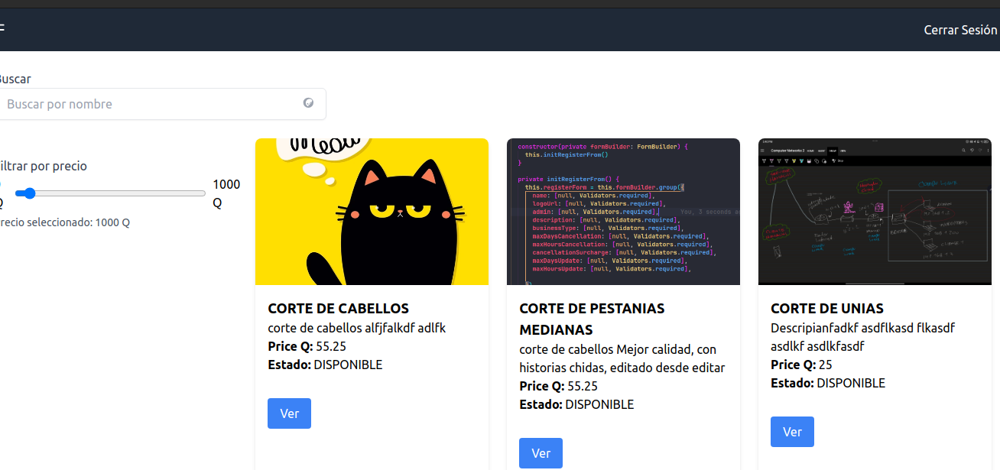 Cerrar Sesión
Buscar
Buscar por nombre
iltrar por precio
1000
Q
recio seleccionado: 1000 Q
Meow
constructor(private formBuilder: FormBuilder) {
this.initRegisterFrom()
}
private initRegisterFrom() {
this.registerForm = this.formBuilder.group({
name: [null, Validators.required],
logoUrl: [null, Validators.required],
admin: [null, Validators.required], You, 3 seconds a
description: [null, Validators.required],
businessType: [null, Validators.required],
maxDaysCancellation: [null, Validators.required],
maxHoursCancellation: [null, Validators.required],
cancellationSurcharge: [null, Validators.required],
maxDaysUpdate: [null, Validators.required],
maxHoursUpdate: [null, Validators.required],
Computer Networks 2
CORTE DE CABELLOS
corte de cabellos alfjfalkdf adlfk
Price Q: 55.25
Estado: DISPONIBLE
Ver
CORTE DE PESTANIAS
MEDIANAS
corte de cabellos Mejor calidad, con
historias chidas, editado desde editar
Price Q: 55.25
Estado: DISPONIBLE
Ver
CORTE DE UNIAS
Descripianfadkf asdflkasd flkasdf
asdlkf asdlkfasdf
Price Q: 25
Estado: DISPONIBLE
Ver